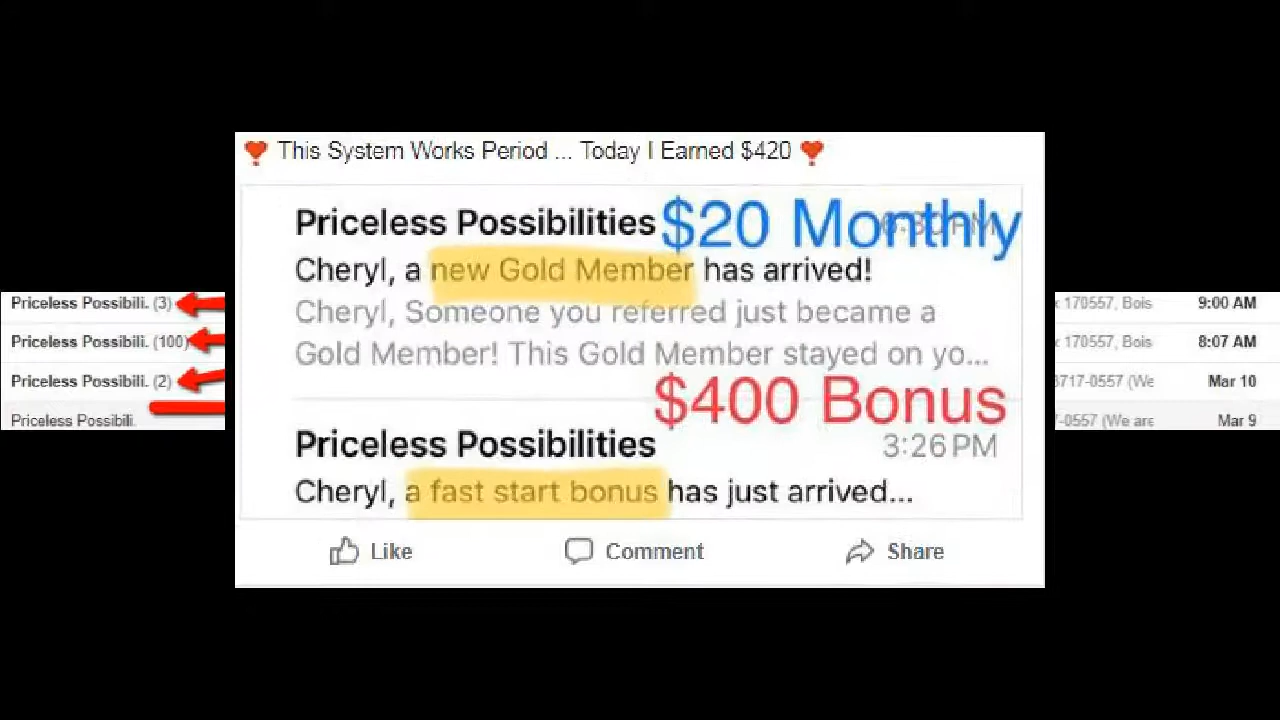 This System Works Period ... Today I Earned $420
Priceless Possibilities $20 Monthly
Cheryl, a new Gold Member has arrived!
Cheryl, Someone you referred just became a
Gold Member! This Gold Member stayed on yo...
$400 Bonus
Priceless Possibilities 3:26 PM
Cheryl, a fast start bonus has just arrived...
Like Comment Share
Priceless Possibili. (3)
Priceless Possibili. (100)
Priceless Possibili. (2)
Priceless Possibili.
170557, Bois 9:00 AM
170557, Bois 8:07 AM
717-0557 (We Mar 10
-0557 (We are Mar 9